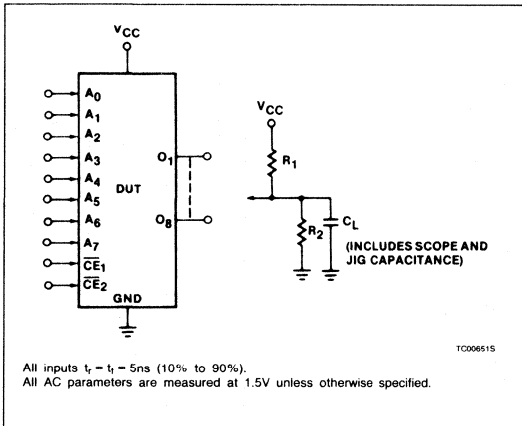 VCC
A0
A1
A2
A3
A4
A5
A6
A7
CE1
CE2
DUT
O1
O8
GND
VCC
R1
R2
CL
(INCLUDES SCOPE AND
JIG CAPACITANCE)
TC00651S
All inputs tr – tf – 5ns (10% to 90%).
All AC parameters are measured at 1.5V unless otherwise specified.